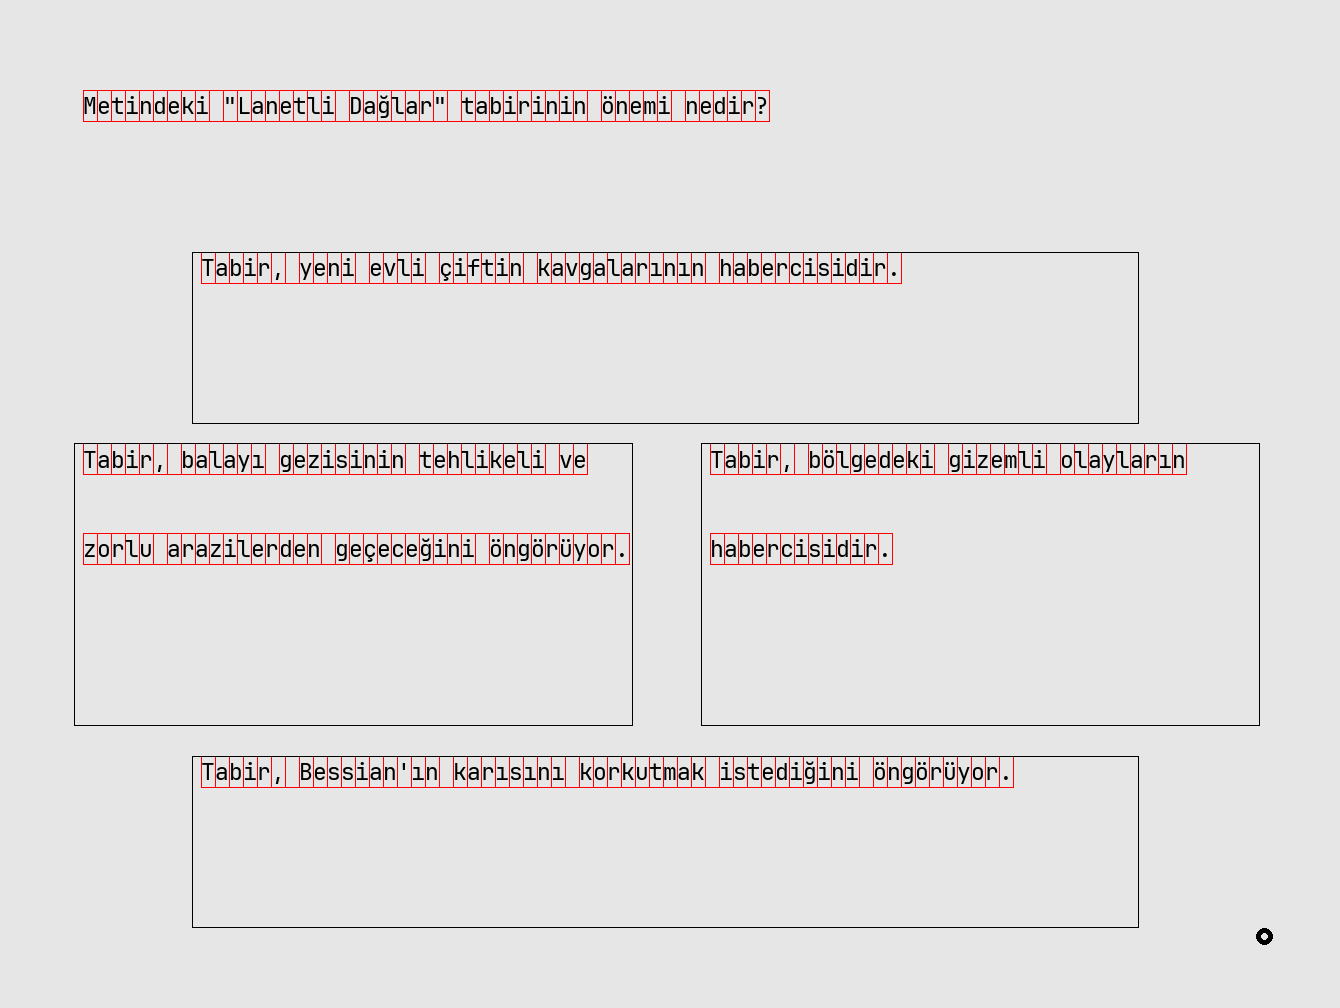 Metindeki "Lanetli Dağlar" tabirinin önemi nedir?
Tabir, yeni evli çiftin kavgalarının habercisidir.
Tabir, balayı gezisinin tehlikeli ve
zorlu arazilerden geçeceğini öngörüyor.
Tabir, bölgedeki gizemli olayların
habercisidir.
Tabir, Bessian'ın karısını korkutmak istediğini öngörüyor.